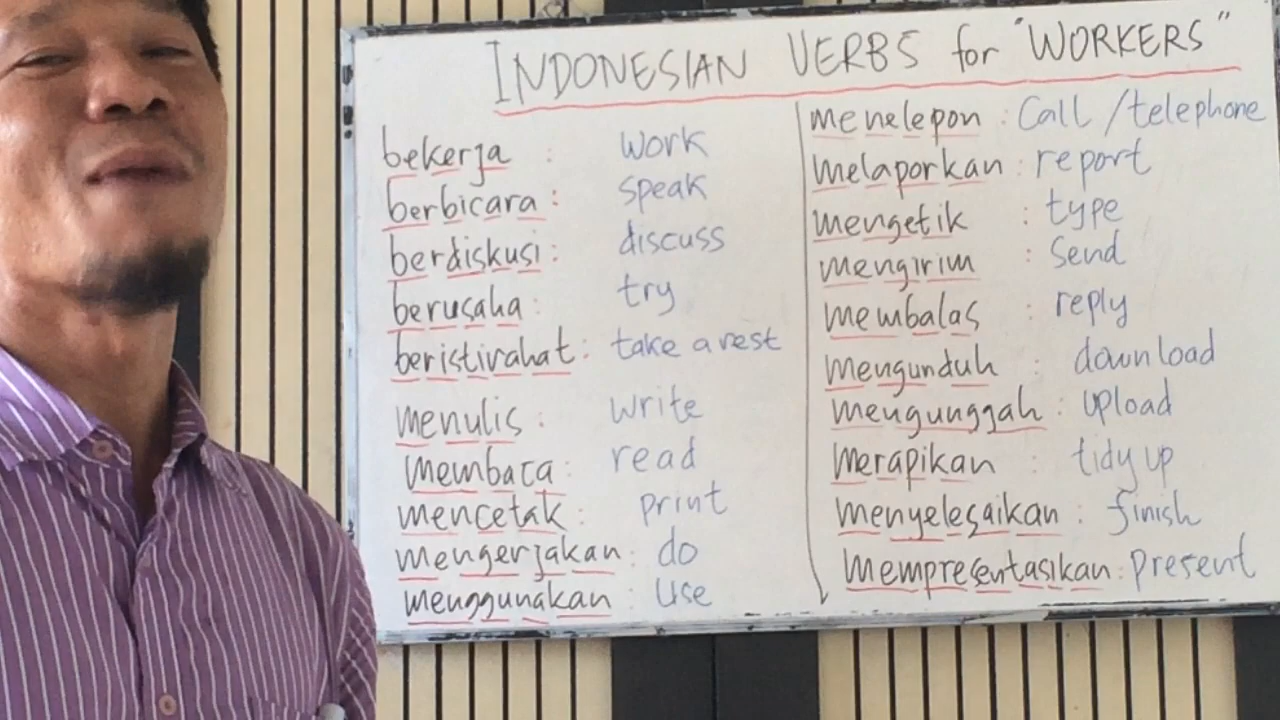 INDONESIAN VERBS for "WORKERS"
bekerja : work
berbicara : speak
berdiskusi : discuss
berusaha : try
beristirahat : take a rest
menulis : write
membaca : read
mencetak : print
mengerjakan : do
menggunakan : use
menelepon : Call / telephone
melaporkan : report
mengetik : type
mengirim : send
membalas : reply
mengunduh : download
mengunggah : upload
merapikan : tidy up
menyelesaikan : finish
mempresentasikan : present